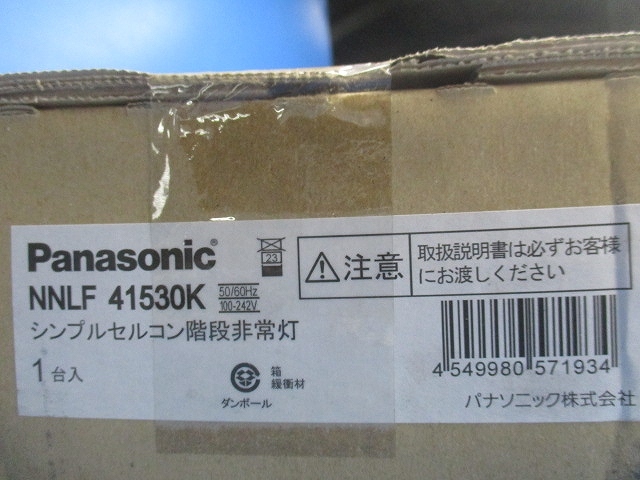 Panasonic®
NNLF 41530K
50/60Hz
100-242V
シンプルセルコン階段非常灯
1台入
23
注意
取扱説明書は必ずお客様
にお渡しください
箱
緩衝材
ダンボール
4 549980 571934
パナソニック株式会社